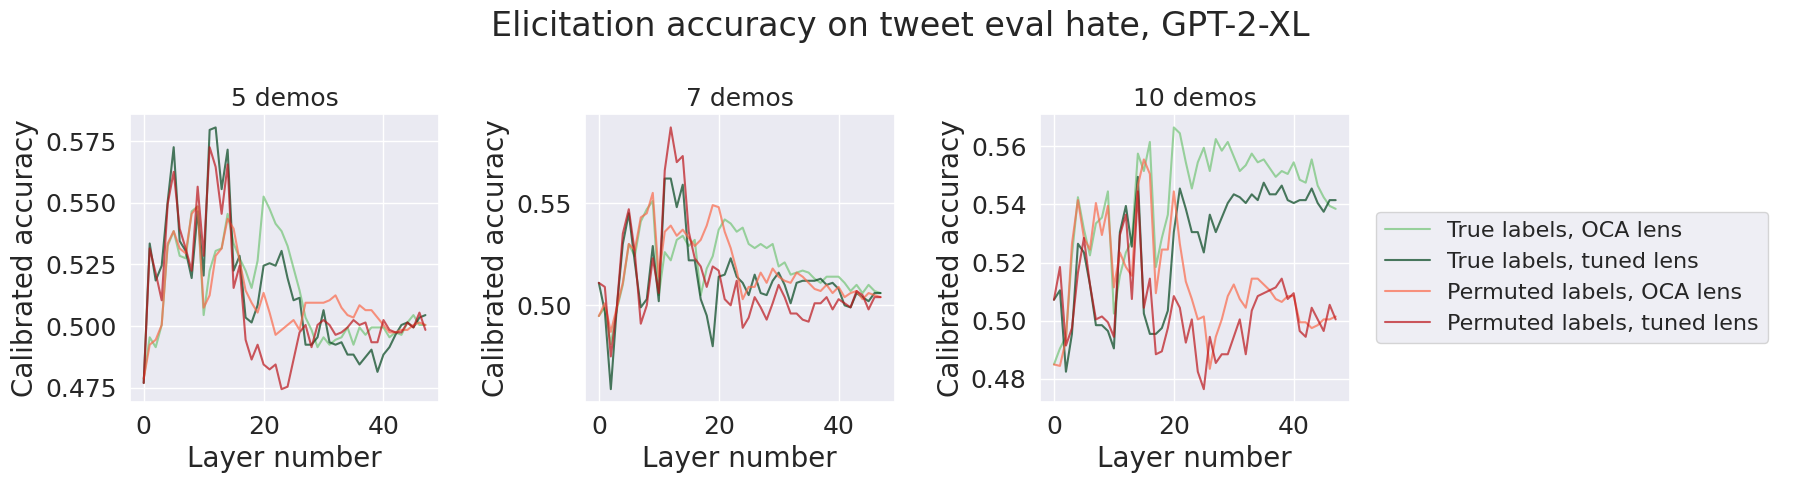 Elicitation accuracy on tweet eval hate, GPT-2-XL
5 demos
Calibrated accuracy
0.575
0.550
0.525
0.500
0.475
0
20
40
Layer number
7 demos
Calibrated accuracy
0.55
0.50
0
20
40
Layer number
10 demos
Calibrated accuracy
0.56
0.54
0.52
0.50
0.48
0
20
40
Layer number
True labels, OCA lens
True labels, tuned lens
Permuted labels, OCA lens
Permuted labels, tuned lens